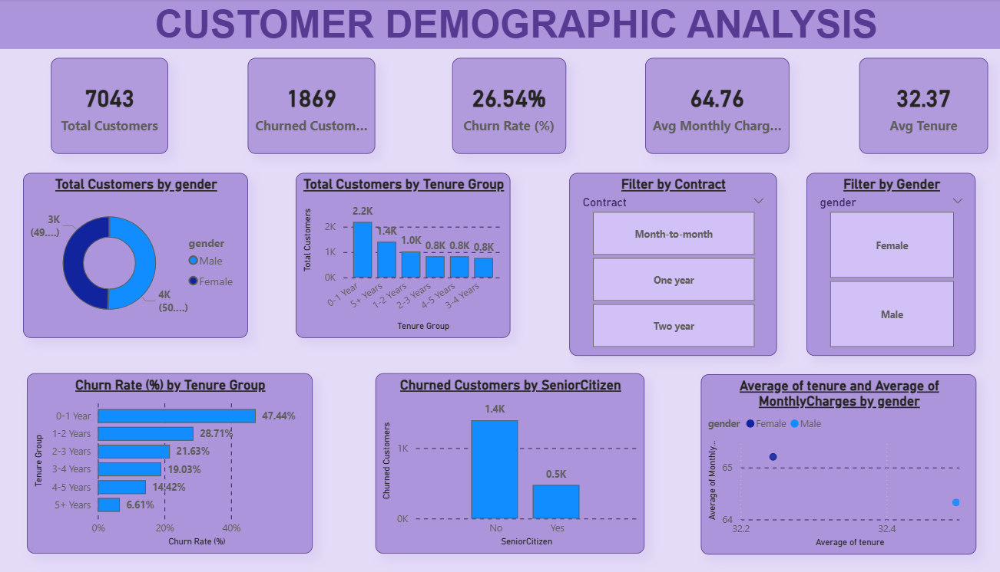 CUSTOMER DEMOGRAPHIC ANALYSIS
7043
Total Customers
1869
Churned Custom...
26.54%
Churn Rate (%)
64.76
Avg Monthly Charg...
32.37
Avg Tenure
Total Customers by gender
3K
(49....)
4K
(50....)
gender
Male
Female
Total Customers by Tenure Group
Total Customers
2K
1K
0K
2.2K
1.4K
1.0K
0.8K
0.8K
0.8K
0-1 Year
5+ Years
1-2 Years
2-3 Years
4-5 Years
3-4 Years
Tenure Group
Filter by Contract
Contract
Month-to-month
One year
Two year
Filter by Gender
gender
Female
Male
Churn Rate (%) by Tenure Group
Tenure Group
0-1 Year 47.44%
1-2 Years 28.71%
2-3 Years 21.63%
3-4 Years 19.03%
4-5 Years 14.42%
5+ Years 6.61%
0% 20% 40%
Churn Rate (%)
Churned Customers by SeniorCitizen
Churned Customers
1K
0K
1.4K
0.5K
No Yes
SeniorCitizen
Average of tenure and Average of
MonthlyCharges by gender
gender Female Male
Average of Monthly...
65
64
32.2 32.4
Average of tenure